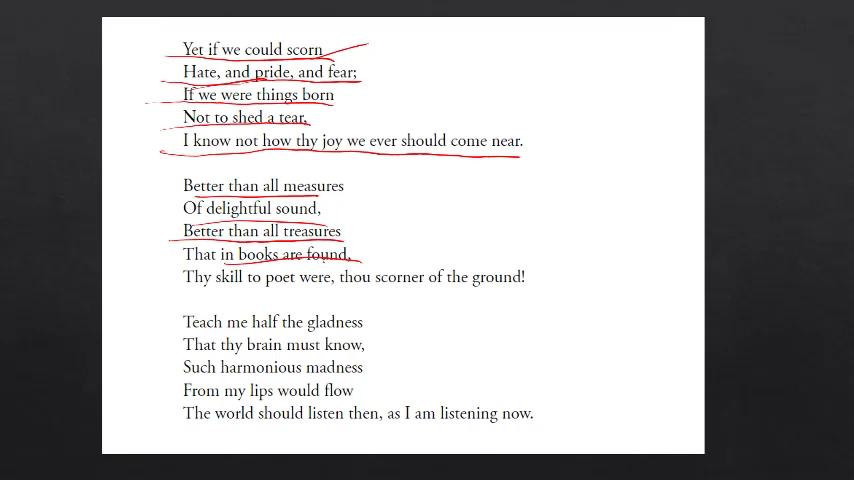 Yet if we could scorn
Hate, and pride, and fear;
If we were things born
Not to shed a tear,
I know not how thy joy we ever should come near.
Better than all measures
Of delightful sound,
Better than all treasures
That in books are found,
Thy skill to poet were, thou scorner of the ground!
Teach me half the gladness
That thy brain must know,
Such harmonious madness
From my lips would flow
The world should listen then, as I am listening now.